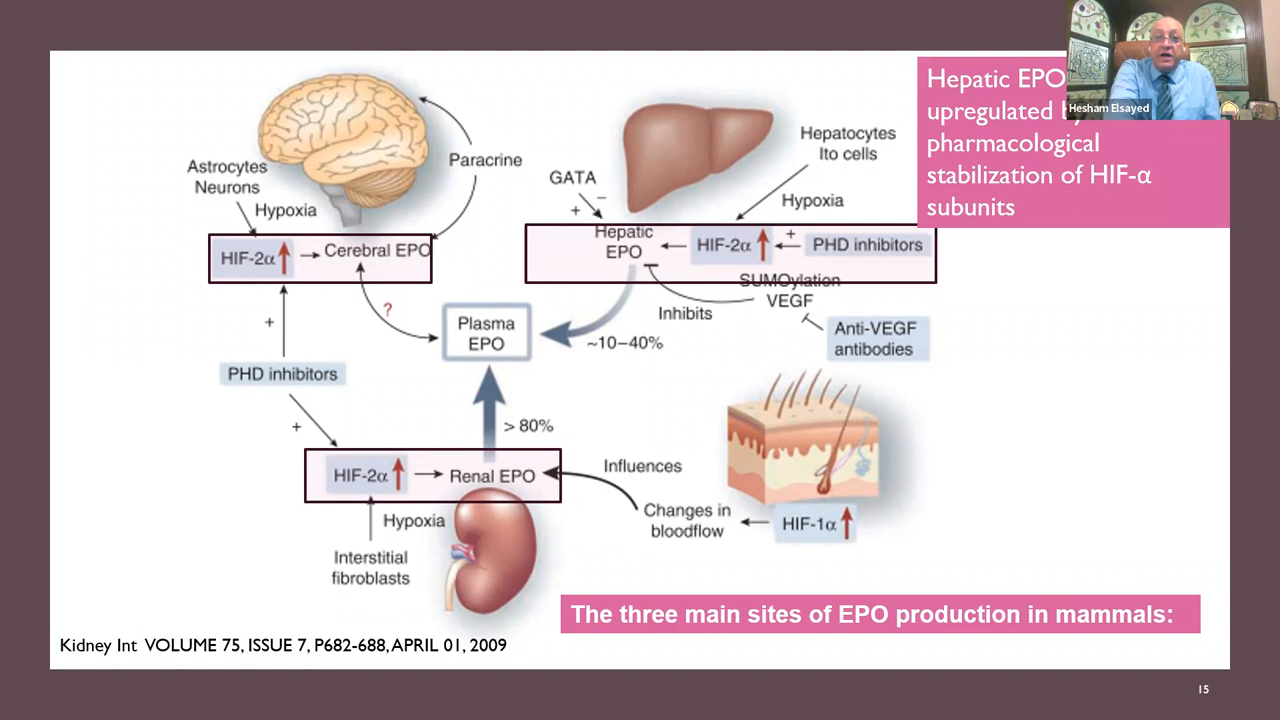 Hepatic EPO
upregulated
pharmacological
stabilization of HIF-α
subunits
Hesham Elsayed
Astrocytes
Neurons
Hypoxia
Paracrine
HIF-2α
Cerebral EPO
Hepatocytes
Ito cells
GATA
+
–
Hypoxia
Hepatic
EPO
HIF-2α
+
PHD inhibitors
SUMOylation
VEGF
Inhibits
Anti-VEGF
antibodies
?
Plasma
EPO
~10–40%
+
PHD inhibitors
+
> 80%
HIF-2α
Renal EPO
Influences
Hypoxia
Changes in
bloodflow
HIF-1α
Interstitial
fibroblasts
The three main sites of EPO production in mammals:
Kidney Int VOLUME 75, ISSUE 7, P682-688, APRIL 01, 2009
15